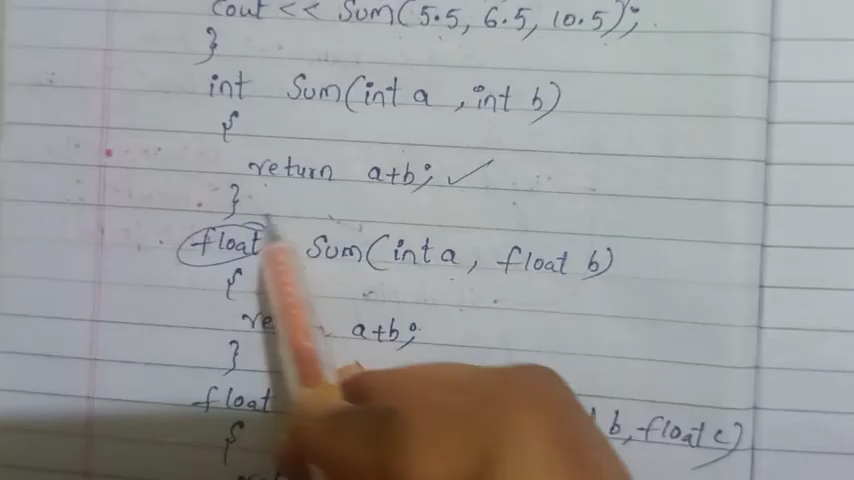 cout << Sum(5.5, 6.5, 10.5);
}
int Sum(int a, int b)
{
return a+b; ✓
}
float Sum(int a, float b)
{
a+b;
}
float b, float c)
{